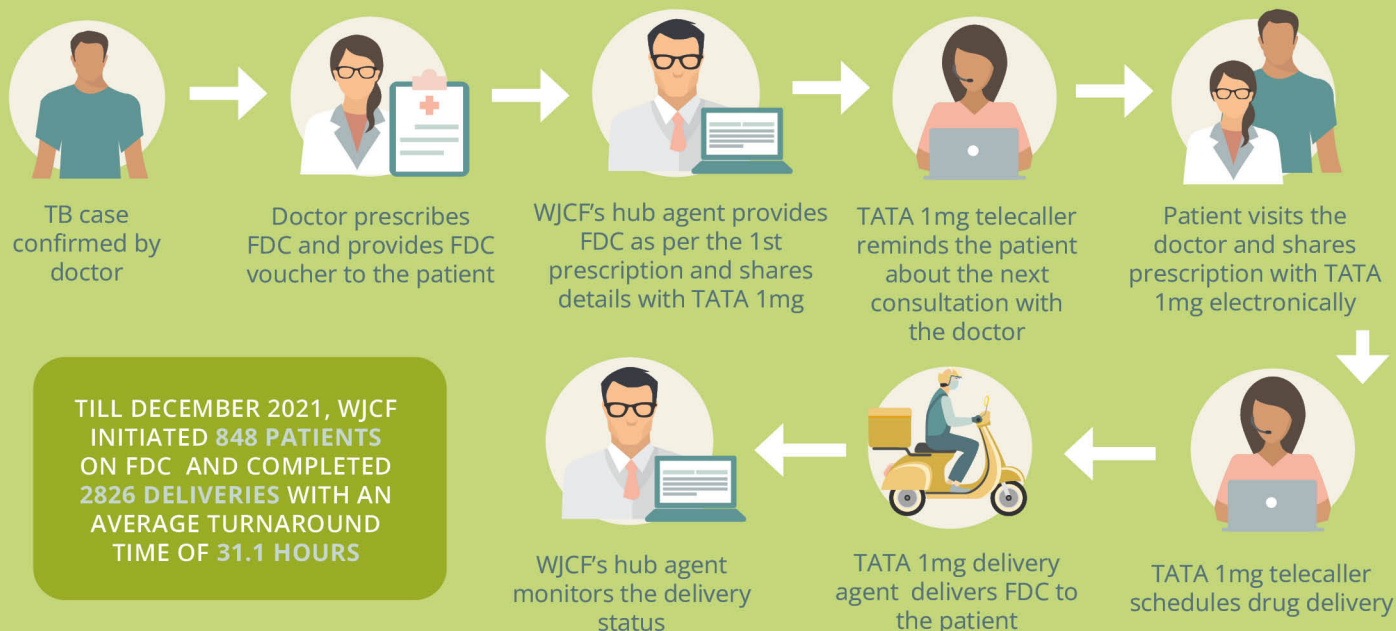 TB case
confirmed by
doctor
Doctor prescribes
FDC and provides FDC
voucher to the patient
WJCF's hub agent provides
FDC as per the 1st
prescription and shares
details with TATA 1mg
TATA 1mg telecaller
reminds the patient
about the next
consultation with
the doctor
Patient visits the
doctor and shares
prescription with TATA
1mg electronically
TATA 1mg telecaller
schedules drug delivery
TATA 1mg delivery
agent delivers FDC to
the patient
WJCF's hub agent
monitors the delivery
status
TILL DECEMBER 2021, WJCF
INITIATED 848 PATIENTS
ON FDC AND COMPLETED
2826 DELIVERIES WITH AN
AVERAGE TURNAROUND
TIME OF 31.1 HOURS